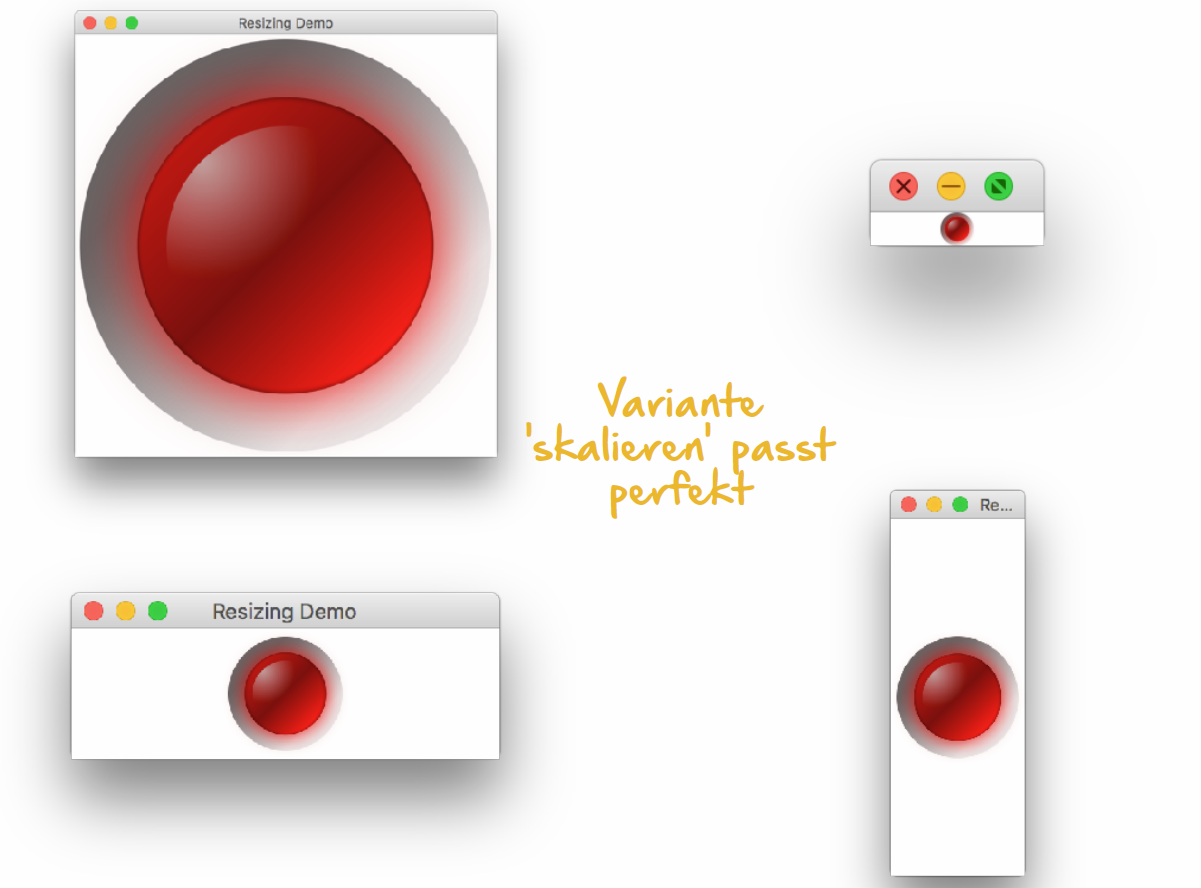 Resizing Demo
Variante
'skalieren' passt
perfekt
Re...
Resizing Demo